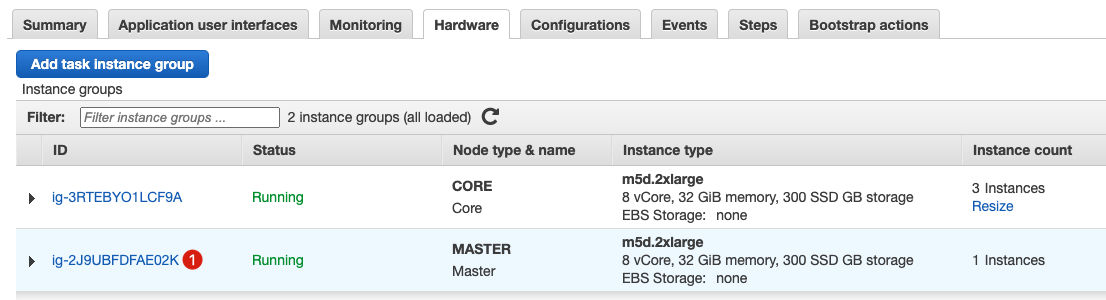 Summary Application user interfaces Monitoring Hardware Configurations Events Steps Bootstrap actions
Add task instance group
Instance groups
Filter: Filter instance groups ... 2 instance groups (all loaded)
ID Status Node type & name Instance type Instance count
ig-3RTEBYO1LCF9A Running CORE m5d.2xlarge 3 Instances
Core 8 vCore, 32 GiB memory, 300 SSD GB storage Resize
EBS Storage: none
ig-2J9UBFDFAE02K 1 Running MASTER m5d.2xlarge 1 Instances
Master 8 vCore, 32 GiB memory, 300 SSD GB storage
EBS Storage: none